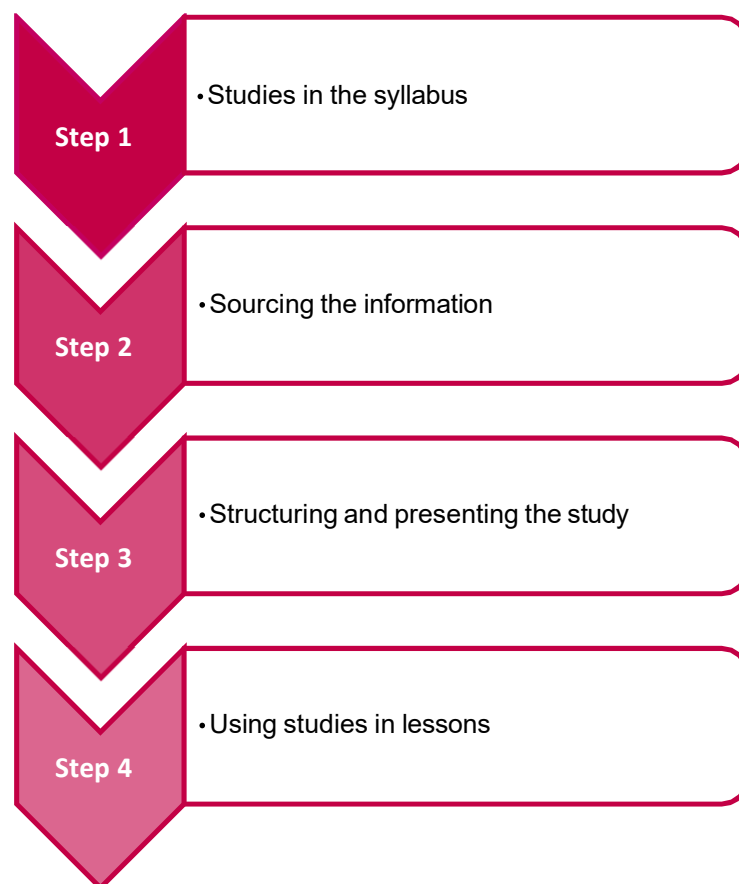 Step 1
•Studies in the syllabus
Step 2
•Sourcing the information
Step 3
•Structuring and presenting the study
Step 4
•Using studies in lessons